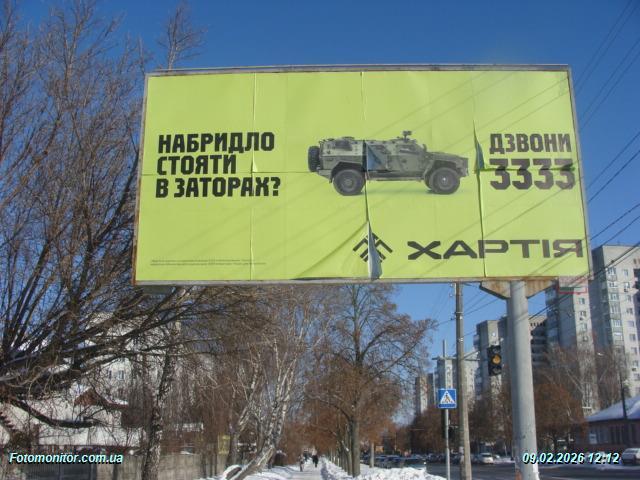 НАБРИДЛО
СТОЯТИ
В ЗАТОРАХ?
ДЗВОНИ
3333
ХАРТІЯ
Fotomonitor.com.ua
09.02.2026 12:12